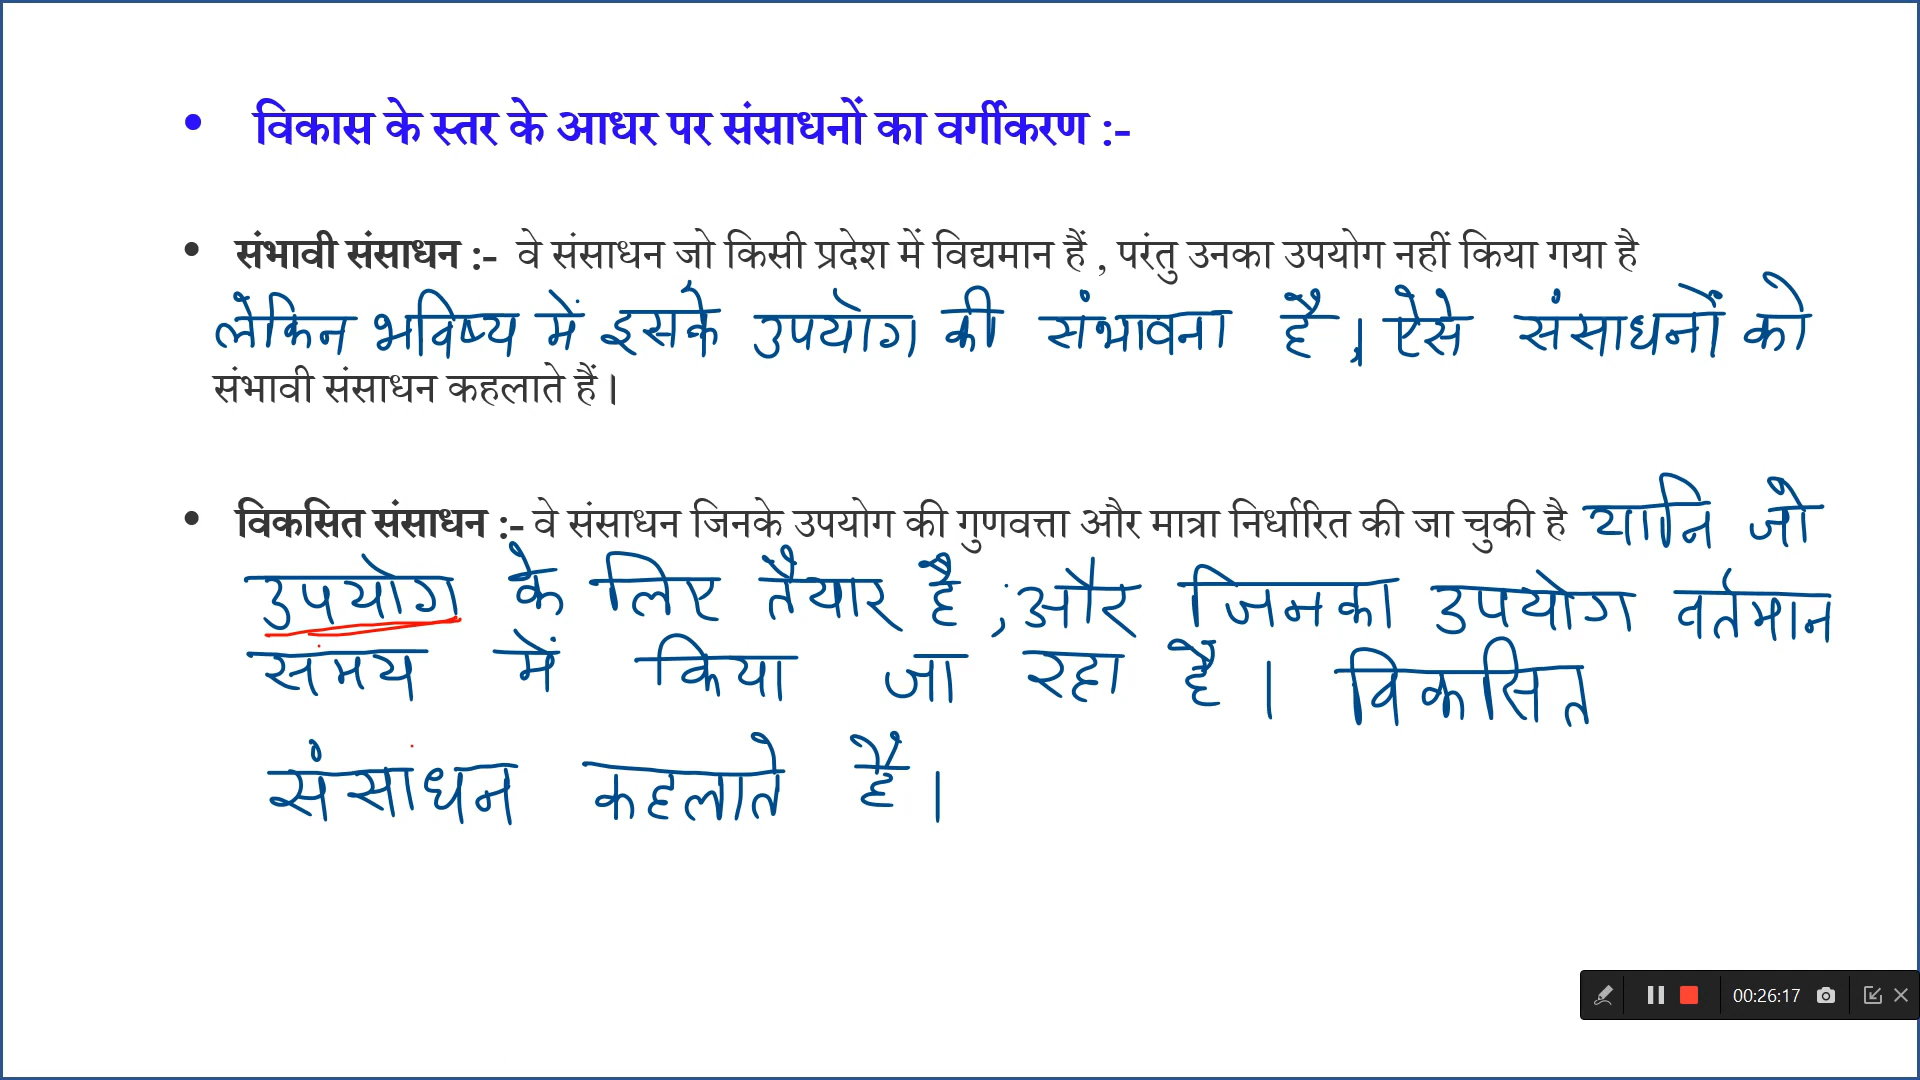 • विकास के स्तर के आधर पर संसाधनों का वर्गीकरण :-
• संभावी संसाधन :- वे संसाधन जो किसी प्रदेश में विद्यमान हैं , परंतु उनका उपयोग नहीं किया गया है
लेकिन भविष्य में इसके उपयोग की संभावना है । ऐसे संसाधनों को
संभावी संसाधन कहलाते हैं ।
• विकसित संसाधन :- वे संसाधन जिनके उपयोग की गुणवत्ता और मात्रा निर्धारित की जा चुकी है यानि जो
उपयोग के लिए तैयार है , और जिनका उपयोग वर्तमान
समय में किया जा रहा है । विकसित
संसाधन कहलाते हैं ।
00:26:17